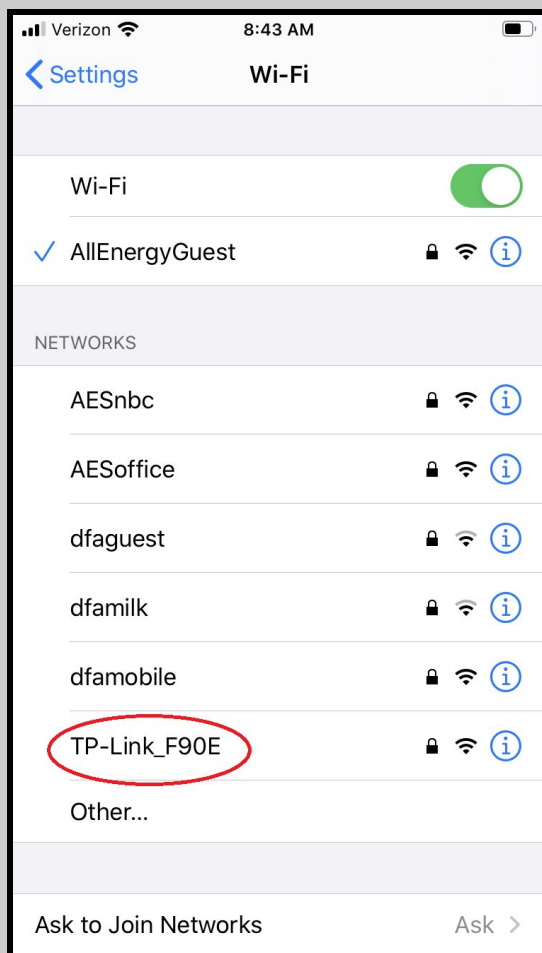 Verizon 8:43 AM
Settings Wi-Fi
Wi-Fi
AllEnergyGuest
NETWORKS
AESnbc
AESoffice
dfaguest
dfamilk
dfamobile
TP-Link_F90E
Other...
Ask to Join Networks Ask